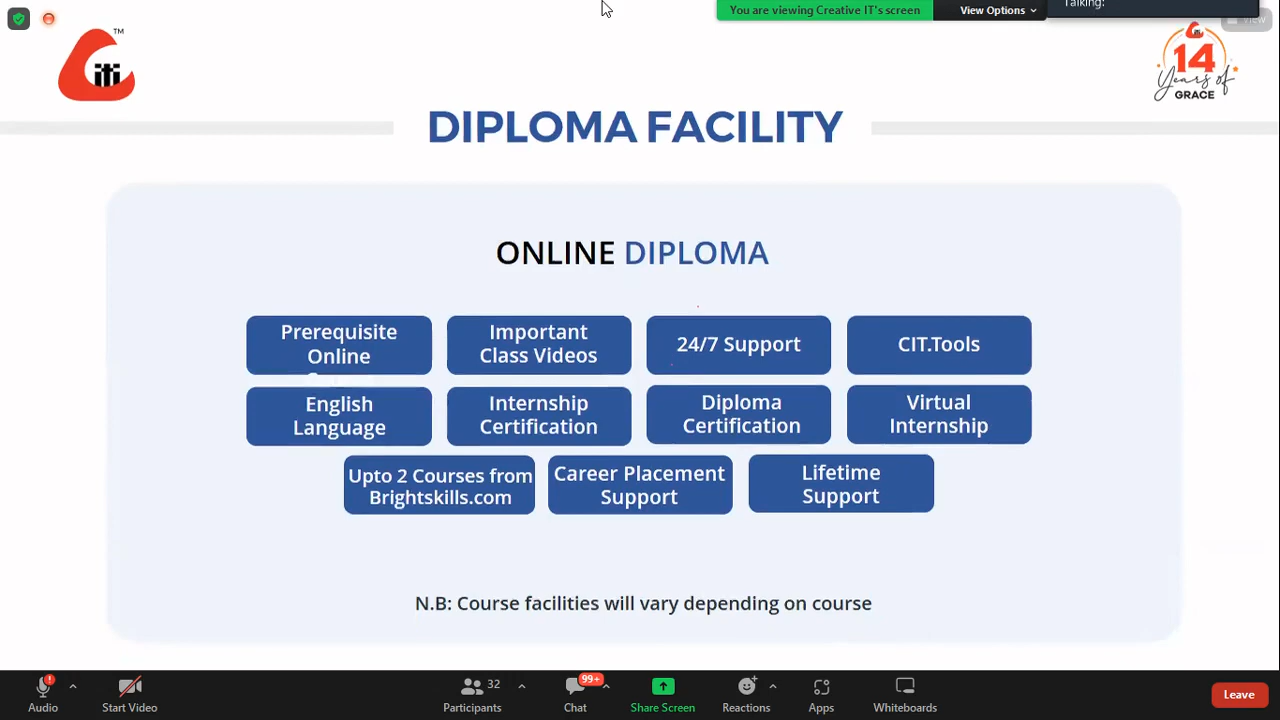 You are viewing Creative IT's screen
View Options
Talking:
View
TM
iti
14
Years of
GRACE
DIPLOMA FACILITY
ONLINE DIPLOMA
Prerequisite
Online
Important
Class Videos
24/7 Support
CIT.Tools
English
Language
Internship
Certification
Diploma
Certification
Virtual
Internship
Upto 2 Courses from
Brightskills.com
Career Placement
Support
Lifetime
Support
N.B: Course facilities will vary depending on course
Audio
Start Video
32
Participants
99+
Chat
Share Screen
Reactions
Apps
Whiteboards
Leave